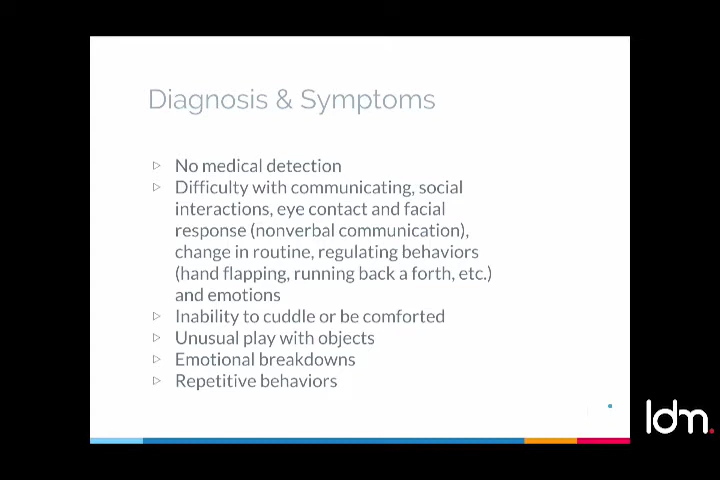 Diagnosis & Symptoms
No medical detection
Difficulty with communicating, social
interactions, eye contact and facial
response (nonverbal communication),
change in routine, regulating behaviors
(hand flapping, running back a forth, etc.)
and emotions
Inability to cuddle or be comforted
Unusual play with objects
Emotional breakdowns
Repetitive behaviors
ldm.